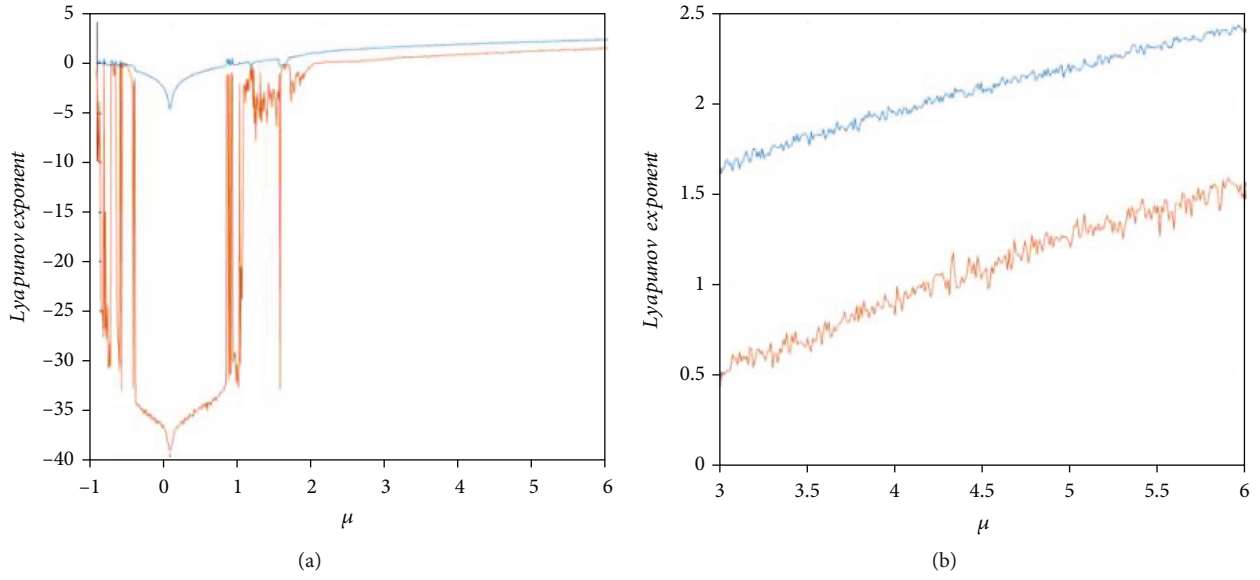 5
0
–5
–10
–15
–20
–25
–30
–35
–40
–1 0 1 2 3 4 5 6
Lyapunov exponent
μ
(a)
2.5
2
1.5
1
0.5
0
3 3.5 4 4.5 5 5.5 6
Lyapunov exponent
μ
(b)